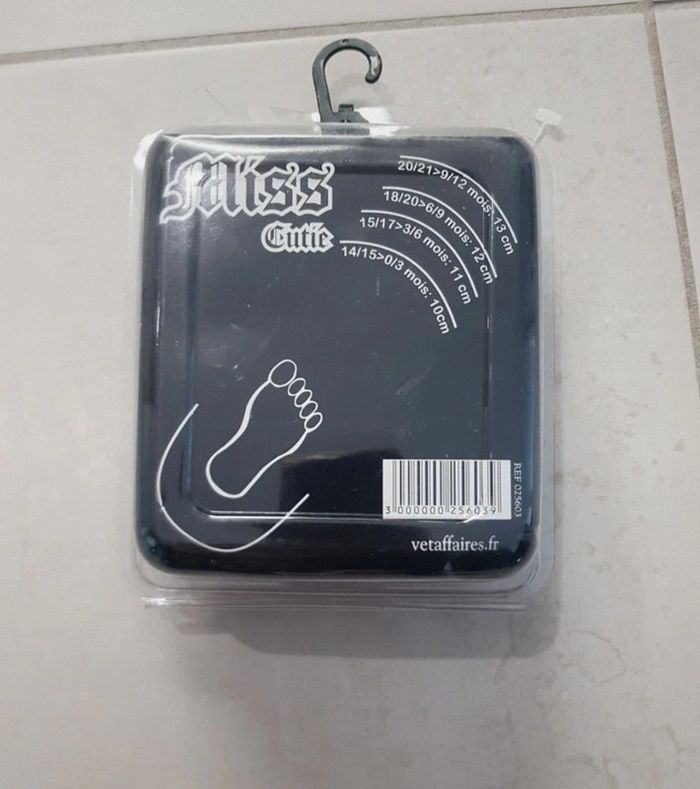 Miss
Cutie
20/21>9/12 mois: 13 cm
18/20>6/9 mois: 12 cm
15/17>3/6 mois: 11 cm
14/15>0/3 mois: 10cm
3 000000 256039
REF 025603
vetaffaires.fr